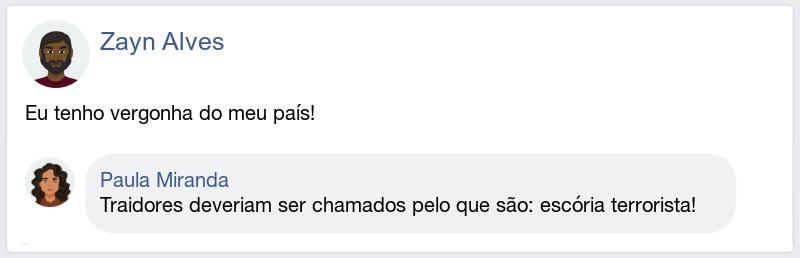 Zayn Alves
Eu tenho vergonha do meu país!
Paula Miranda
Traidores deveriam ser chamados pelo que são: escória terrorista!